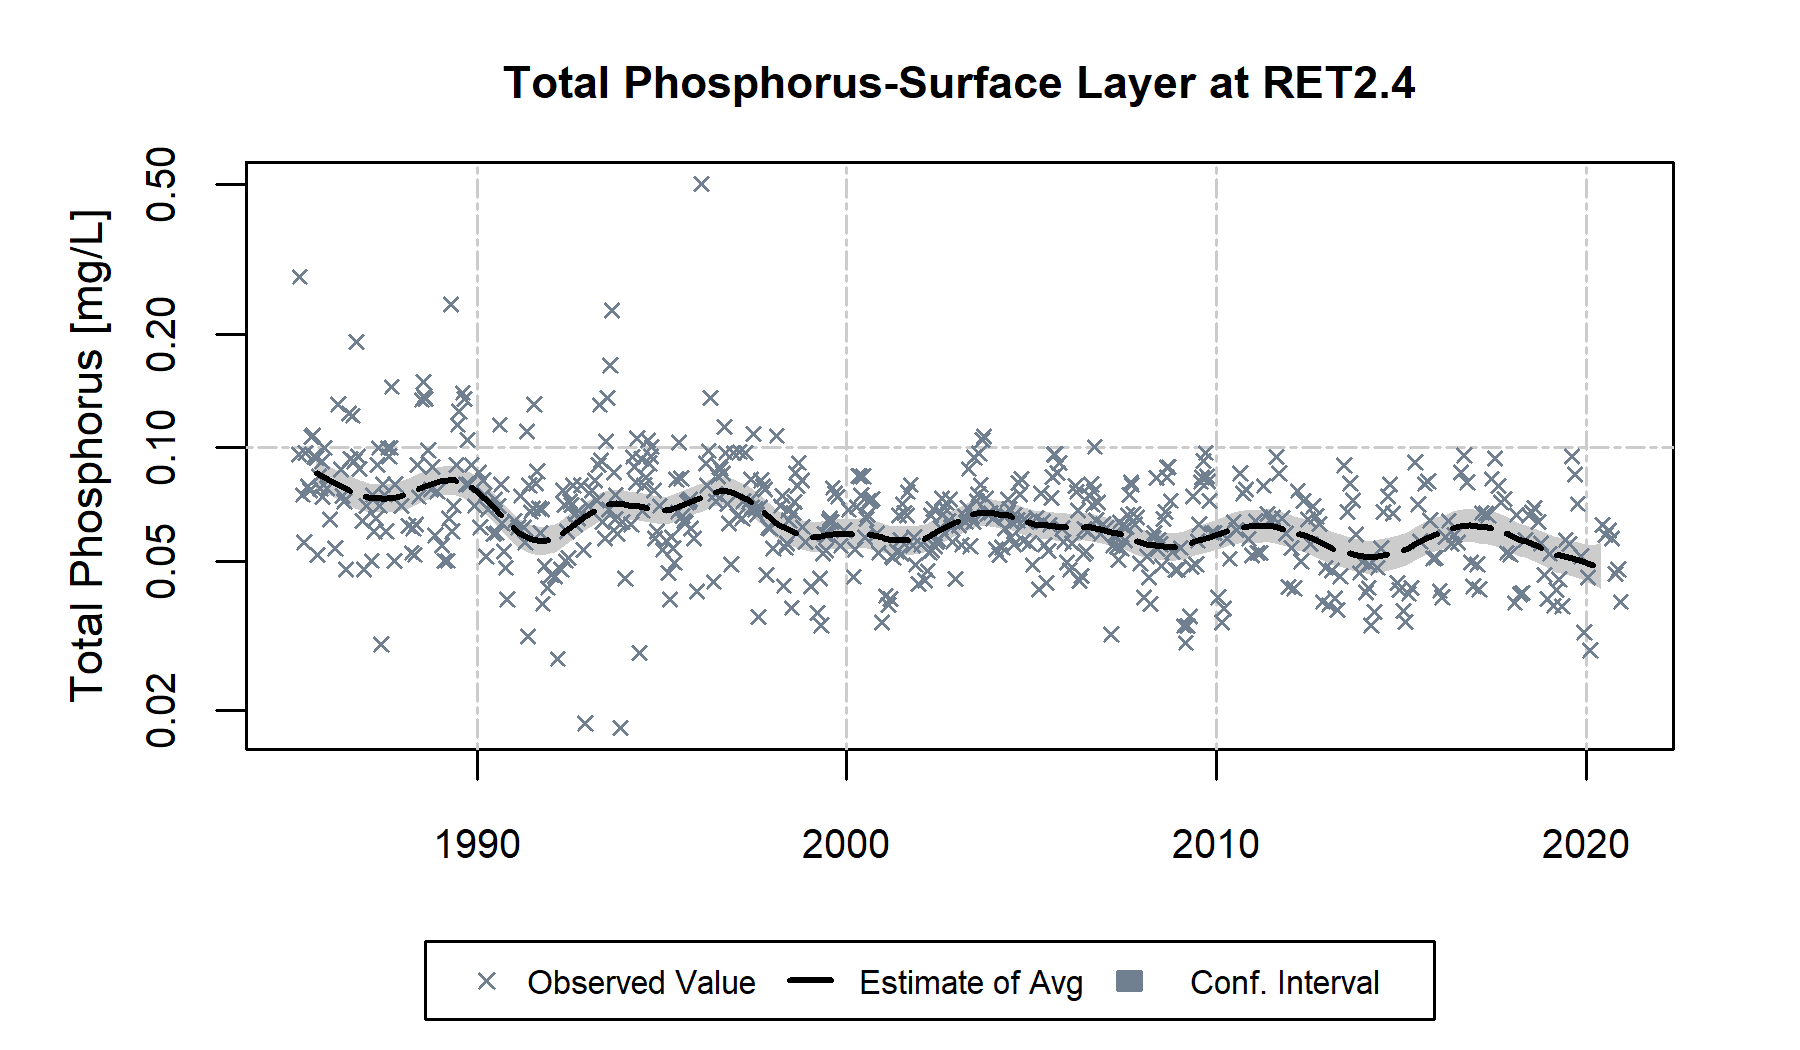 Total Phosphorus-Surface Layer at RET2.4
Total Phosphorus [mg/L]
0.50
0.20
0.10
0.05
0.02
1990 2000 2010 2020
Observed Value Estimate of Avg Conf. Interval